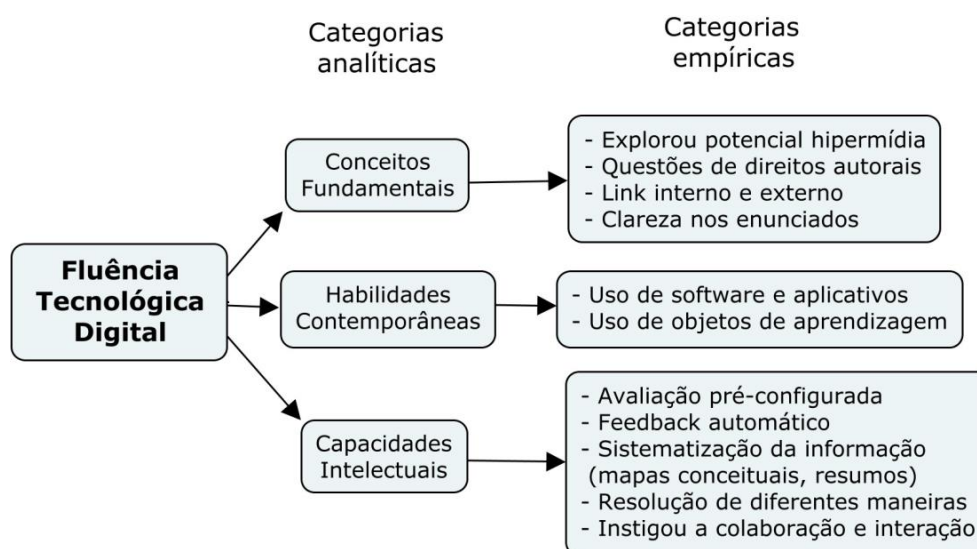 Categorias
analíticas
Categorias
empíricas
Fluência
Tecnológica
Digital
Conceitos
Fundamentais
- Explorou potencial hipermídia
- Questões de direitos autorais
- Link interno e externo
- Clareza nos enunciados
Habilidades
Contemporâneas
- Uso de software e aplicativos
- Uso de objetos de aprendizagem
Capacidades
Intelectuais
- Avaliação pré-configurada
- Feedback automático
- Sistematização da informação
(mapas conceituais, resumos)
- Resolução de diferentes maneiras
- Instigou a colaboração e interação